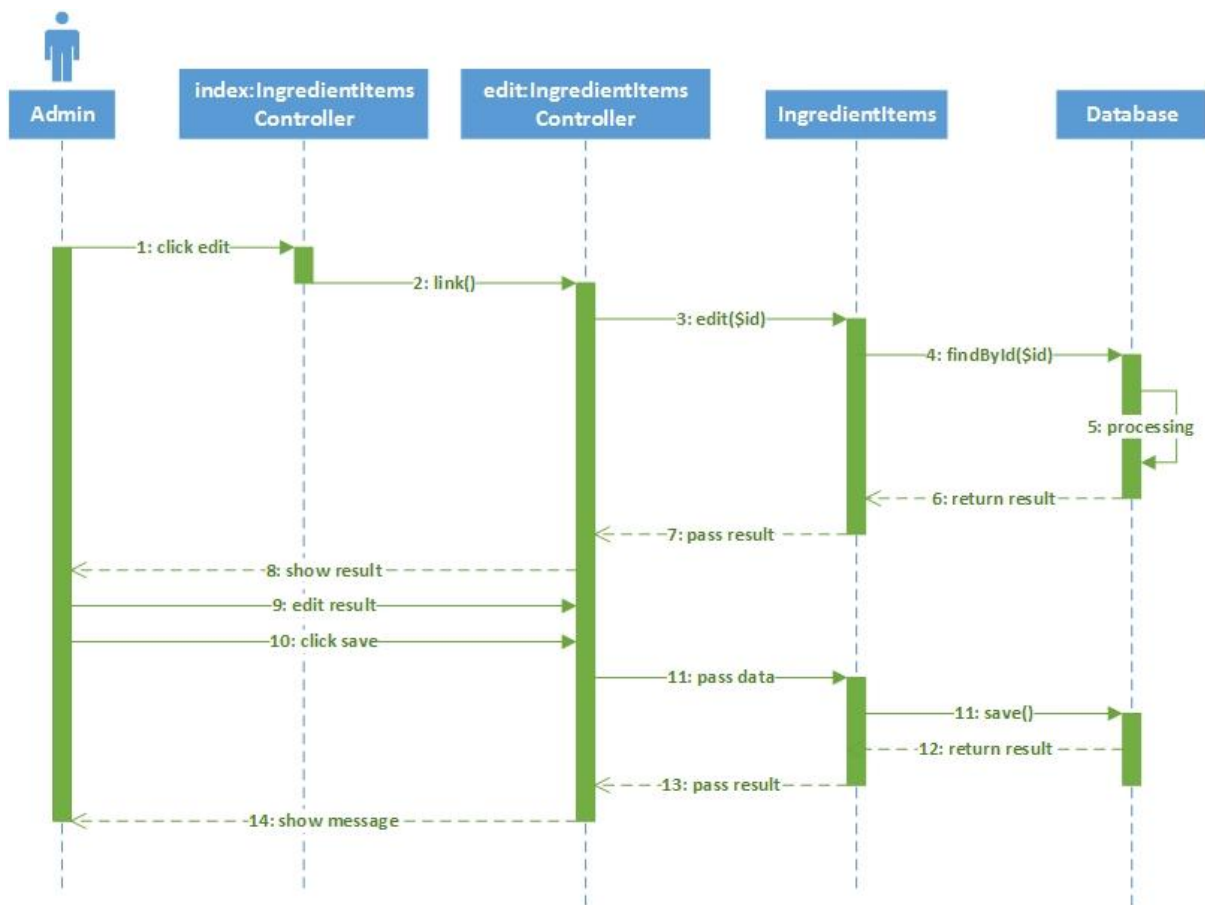 Admin
index:IngredientItems
Controller
edit:IngredientItems
Controller
IngredientItems
Database
1: click edit
2: link()
3: edit($id)
4: findById($id)
5: processing
6: return result
7: pass result
8: show result
9: edit result
10: click save
11: pass data
11: save()
12: return result
13: pass result
14: show message